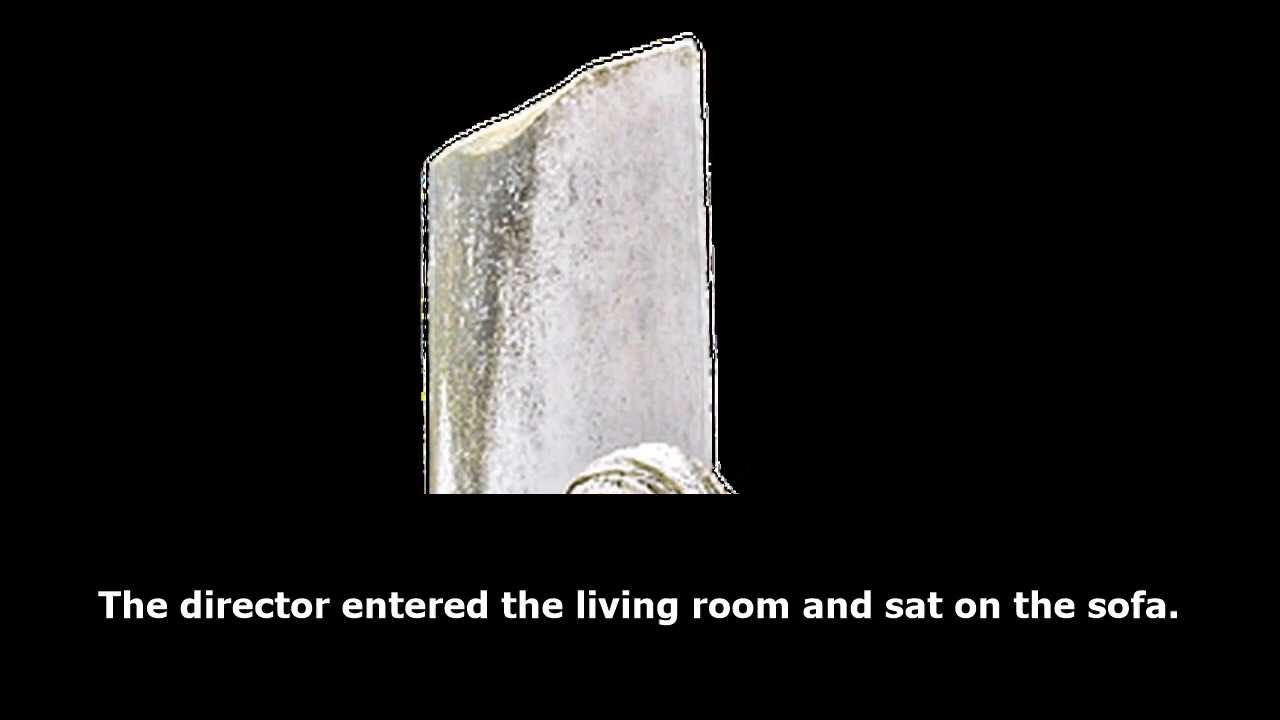 The director entered the living room and sat on the sofa.